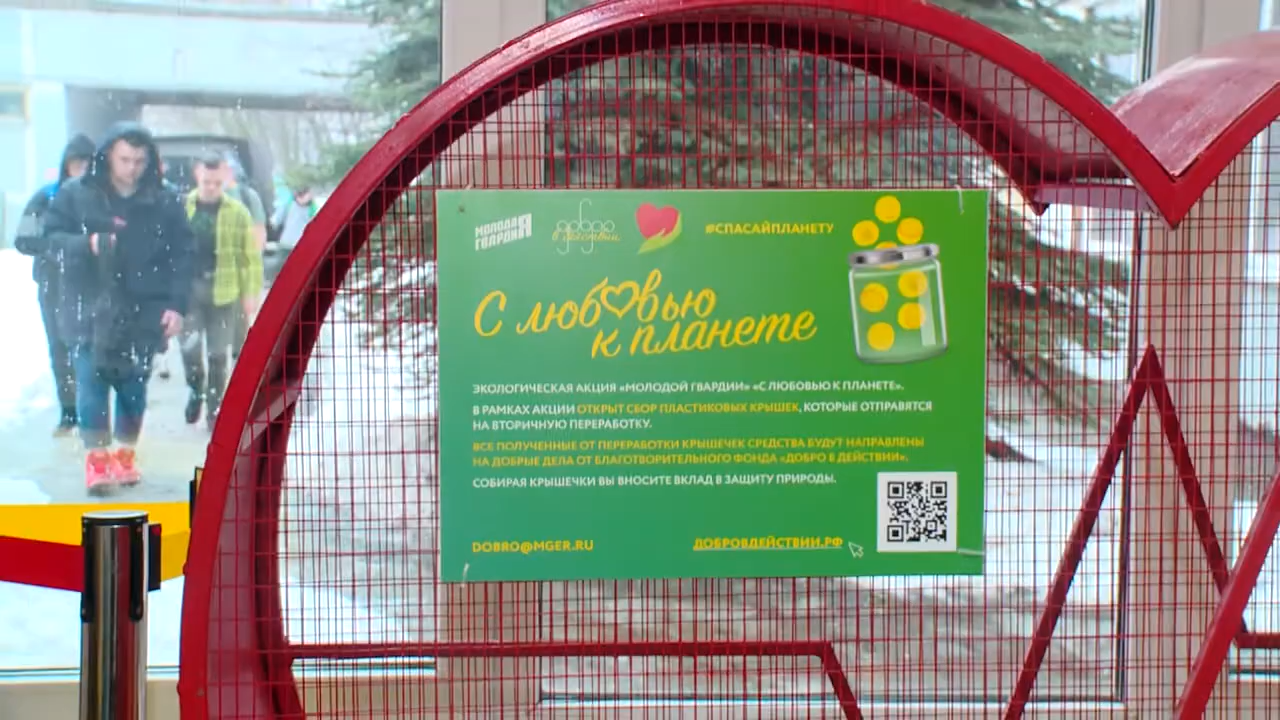 МОЛОДАЯ
ГВАРДИЯ
добро
в действии
#СПАСАЙПЛАНЕТУ
С любовью
к планете
ЭКОЛОГИЧЕСКАЯ АКЦИЯ «МОЛОДОЙ ГВАРДИИ» «С ЛЮБОВЬЮ К ПЛАНЕТЕ».
В РАМКАХ АКЦИИ ОТКРЫТ СБОР ПЛАСТИКОВЫХ КРЫШЕК, КОТОРЫЕ ОТПРАВЯТСЯ
НА ВТОРИЧНУЮ ПЕРЕРАБОТКУ.
ВСЕ ПОЛУЧЕННЫЕ ОТ ПЕРЕРАБОТКИ КРЫШЕЧЕК СРЕДСТВА БУДУТ НАПРАВЛЕНЫ
НА ДОБРЫЕ ДЕЛА ОТ БЛАГОТВОРИТЕЛЬНОГО ФОНДА «ДОБРО В ДЕЙСТВИИ».
СОБИРАЯ КРЫШЕЧКИ ВЫ ВНОСИТЕ ВКЛАД В ЗАЩИТУ ПРИРОДЫ.
DOBRO@MGER.RU
ДОБРОВДЕЙСТВИИ.РФ